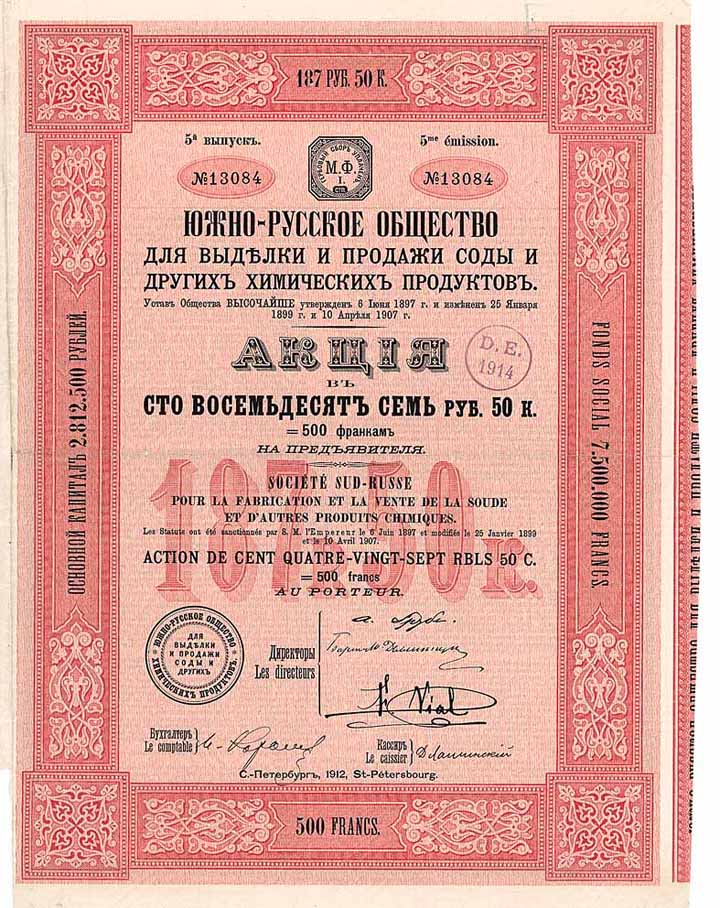 187 РУБ. 50 К.
5ª выпускъ.
5me émission.
М.Ф.
I.
СПБ.
№13084
№13084
ЮЖНО-РУССКОЕ ОБЩЕСТВО
ДЛЯ ВЫДѢЛКИ И ПРОДАЖИ СОДЫ И
ДРУГИХЪ ХИМИЧЕСКИХЪ ПРОДУКТОВЪ.
Уставъ Общества ВЫСОЧАЙШЕ утвержденъ 6 Іюня 1897 г. и измѣненъ 25 Января
1899 г. и 10 Апрѣля 1907 г.
АКЦІЯ
D. E.
1914
ВЪ
СТО ВОСЕМЬДЕСЯТЪ СЕМЬ РУБ. 50 К.
=500 франкамъ
НА ПРЕДЪЯВИТЕЛЯ.
187.50 К.
SOCIÉTÉ SUD-RUSSE
POUR LA FABRICATION ET LA VENTE DE LA SOUDE
ET D'AUTRES PRODUITS CHIMIQUES.
Les Statuts ont été sanctionnés par S. M. l'Empereur le 6 Juin 1897 et modifiés le 25 Janvier 1899
et le 10 Avril 1907.
ACTION DE CENT QUATRE-VINGT-SEPT RBLS 50 C.
=500 francs
AU PORTEUR.
ОСНОВНОЙ КАПИТАЛЪ 2.812.500 РУБЛЕЙ.
FONDS SOCIAL 7.500.000 FRANCS.
ЮЖНО-РУССКОЕ ОБЩЕСТВО
ДЛЯ
ВЫДѢЛКИ
И ПРОДАЖИ
СОДЫ И
ДРУГИХЪ
ХИМИЧЕСКИХЪ ПРОДУКТОВЪ.
Директоры
Les directeurs
Vial
Бухгалтеръ
Le comptable
Кассиръ
Le caissier
С.-Петербургъ, 1912, St-Pétersbourg.
500 FRANCS.